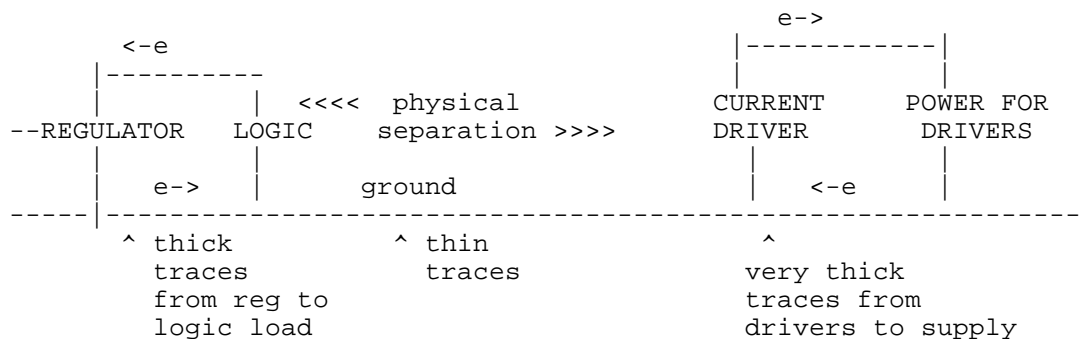 e->
<-e
<<<< physical
CURRENT POWER FOR
--REGULATOR LOGIC separation >>>> DRIVER DRIVERS
e-> ground <-e
^ thick ^ thin ^
traces traces very thick
from reg to traces from
logic load drivers to supply